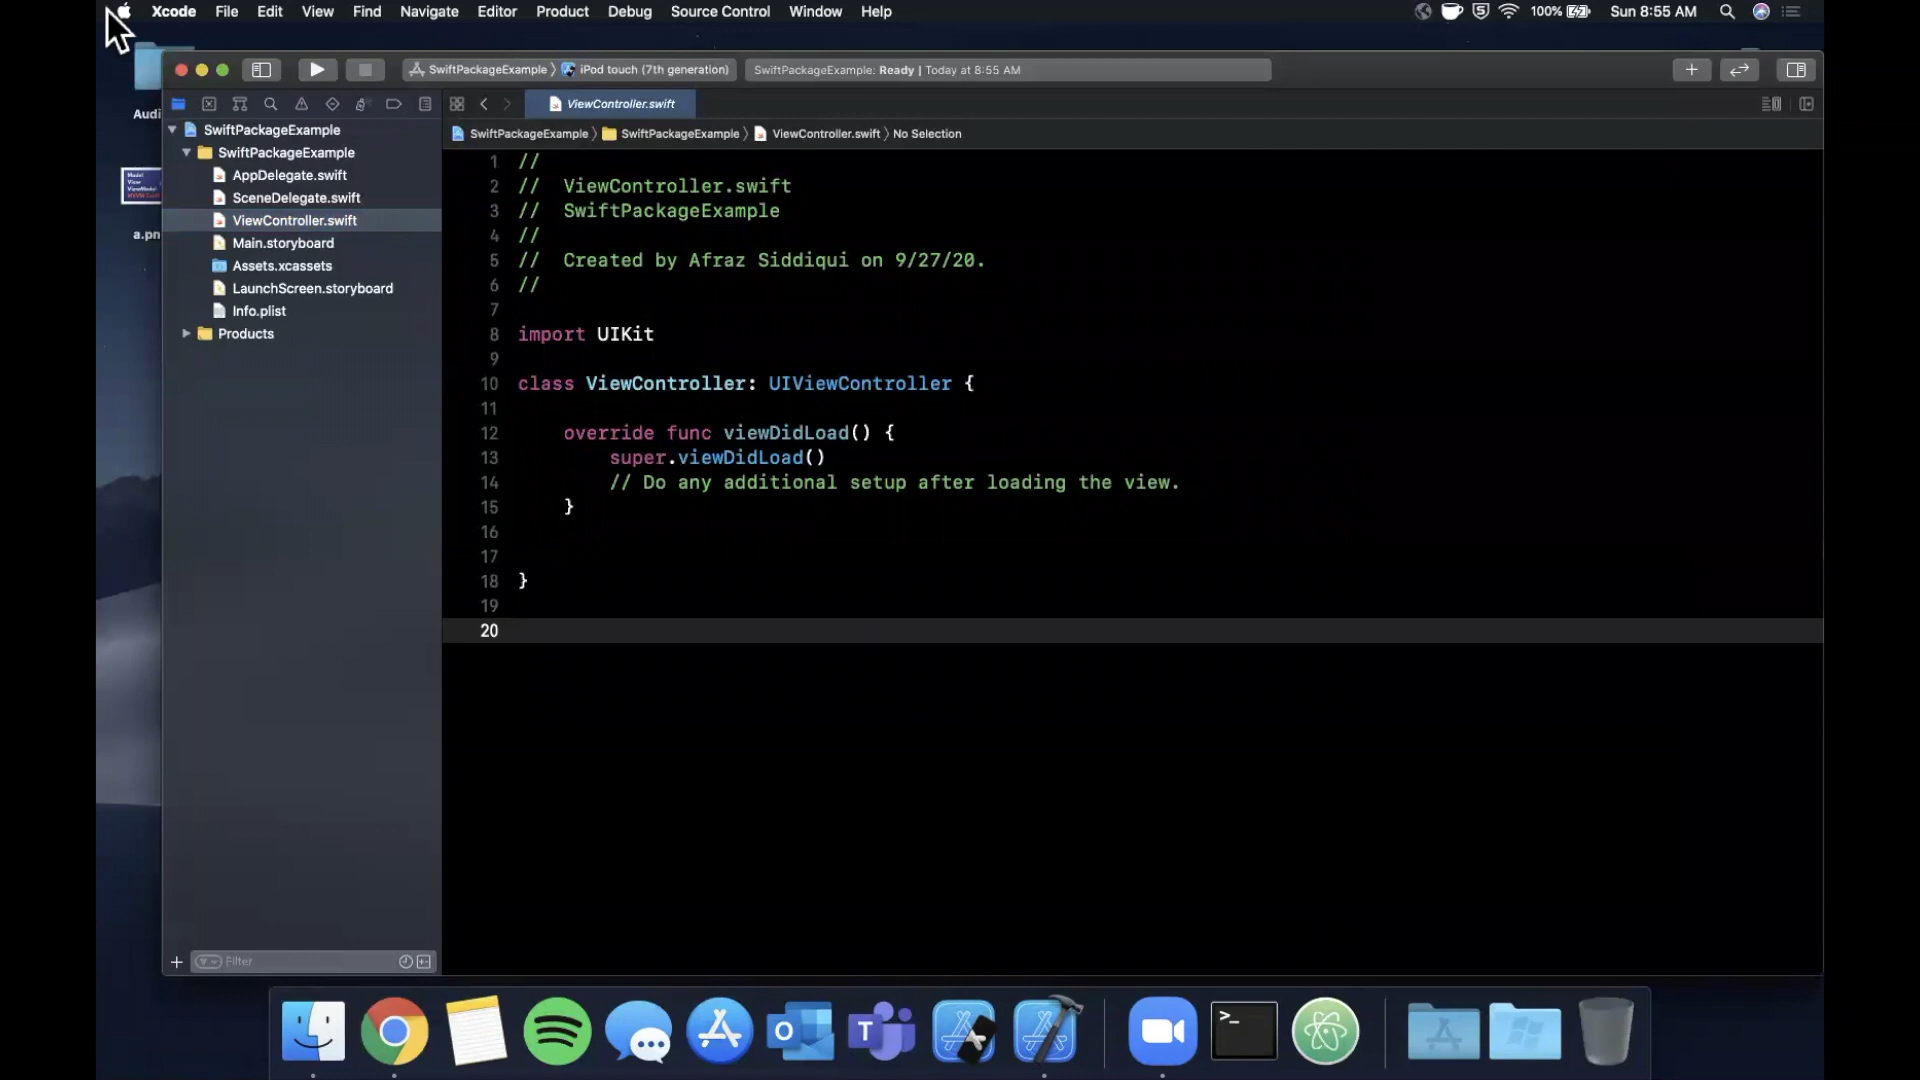 Xcode File Edit View Find Navigate Editor Product Debug Source Control Window Help
100% Sun 8:55 AM
SwiftPackageExample iPod touch (7th generation) SwiftPackageExample: Ready | Today at 8:55 AM
Audi
a.pn
Model
View
ViewModel
SwiftPackageExample
SwiftPackageExample
AppDelegate.swift
SceneDelegate.swift
ViewController.swift
Main.storyboard
Assets.xcassets
LaunchScreen.storyboard
Info.plist
Products
Filter
ViewController.swift
SwiftPackageExample SwiftPackageExample ViewController.swift No Selection
1 //
2 // ViewController.swift
3 // SwiftPackageExample
4 //
5 // Created by Afraz Siddiqui on 9/27/20.
6 //
7
8 import UIKit
9
10 class ViewController: UIViewController {
11
12 override func viewDidLoad() {
13 super.viewDidLoad()
14 // Do any additional setup after loading the view.
15 }
16
17
18 }
19
20